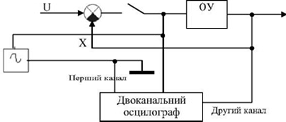 U
ОУ
X
Перший канал
Двоканальний
осцилограф
Другий канал